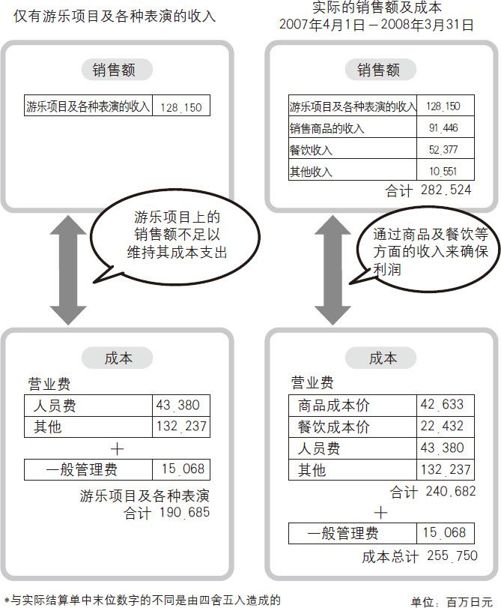 仅有游乐项目及各种表演的收入
销售额
游乐项目及各种表演的收入 128,150
游乐项目上的
销售额不足以
维持其成本支出
成本
营业费
人员费 43,380
其他 132,237
+
一般管理费 15,068
游乐项目及各种表演
合计 190,685
实际的销售额及成本
2007年4月1日－2008年3月31日
销售额
游乐项目及各种表演的收入 128,150
销售商品的收入 91,446
餐饮收入 52,377
其他收入 10,551
合计 282,524
通过商品及餐饮等
方面的收入来确保
利润
成本
营业费
商品成本价 42,633
餐饮成本价 22,432
人员费 43,380
其他 132,237
合计 240,682
+
一般管理费 15,068
成本总计 255,750
*与实际结算单中末位数字的不同是由四舍五入造成的
单位：百万日元